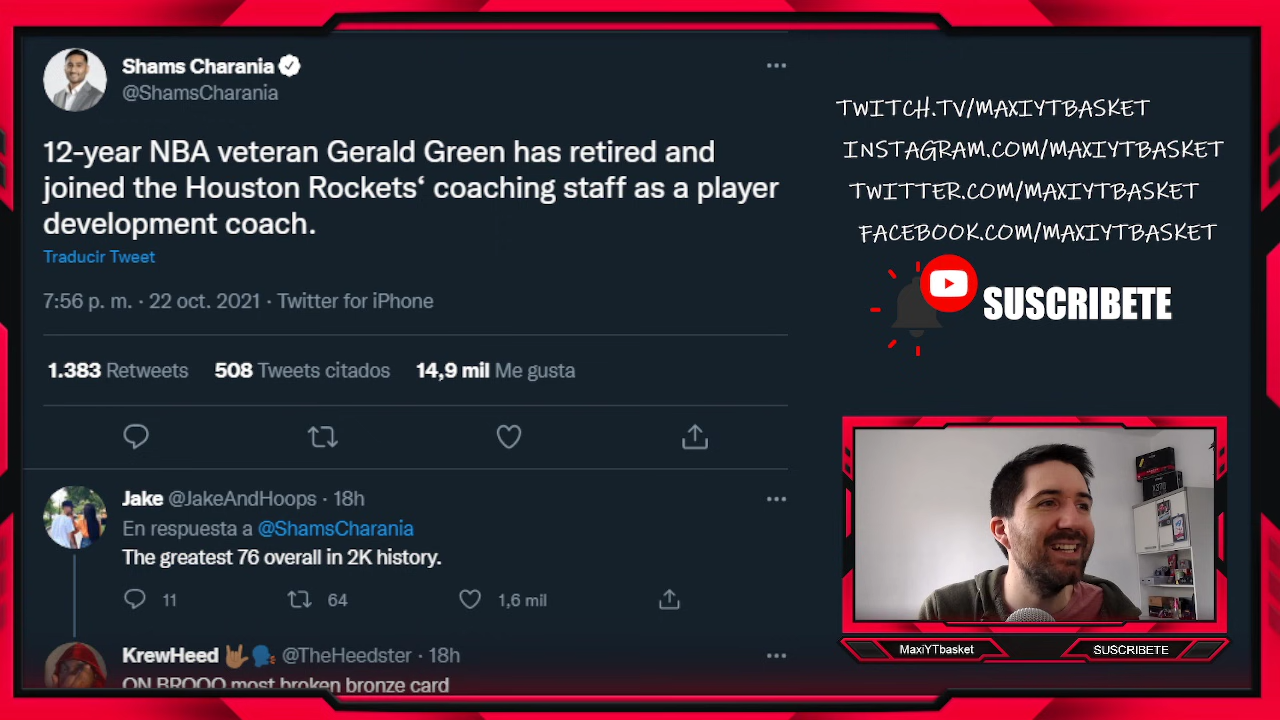 Shams Charania
@ShamsCharania
12-year NBA veteran Gerald Green has retired and
joined the Houston Rockets‘ coaching staff as a player
development coach.
Traducir Tweet
7:56 p. m. · 22 oct. 2021 · Twitter for iPhone
1.383 Retweets 508 Tweets citados 14,9 mil Me gusta
Jake @JakeAndHoops · 18h
En respuesta a @ShamsCharania
The greatest 76 overall in 2K history.
11 64 1,6 mil
KrewHeed @TheHeedster · 18h
ON BROOO most broken bronze card
TWITCH.TV/MAXIYTBASKET
INSTAGRAM.COM/MAXIYTBASKET
TWITTER.COM/MAXIYTBASKET
FACEBOOK.COM/MAXIYTBASKET
SUSCRIBETE
X370
MaxiYTbasket
SUSCRIBETE